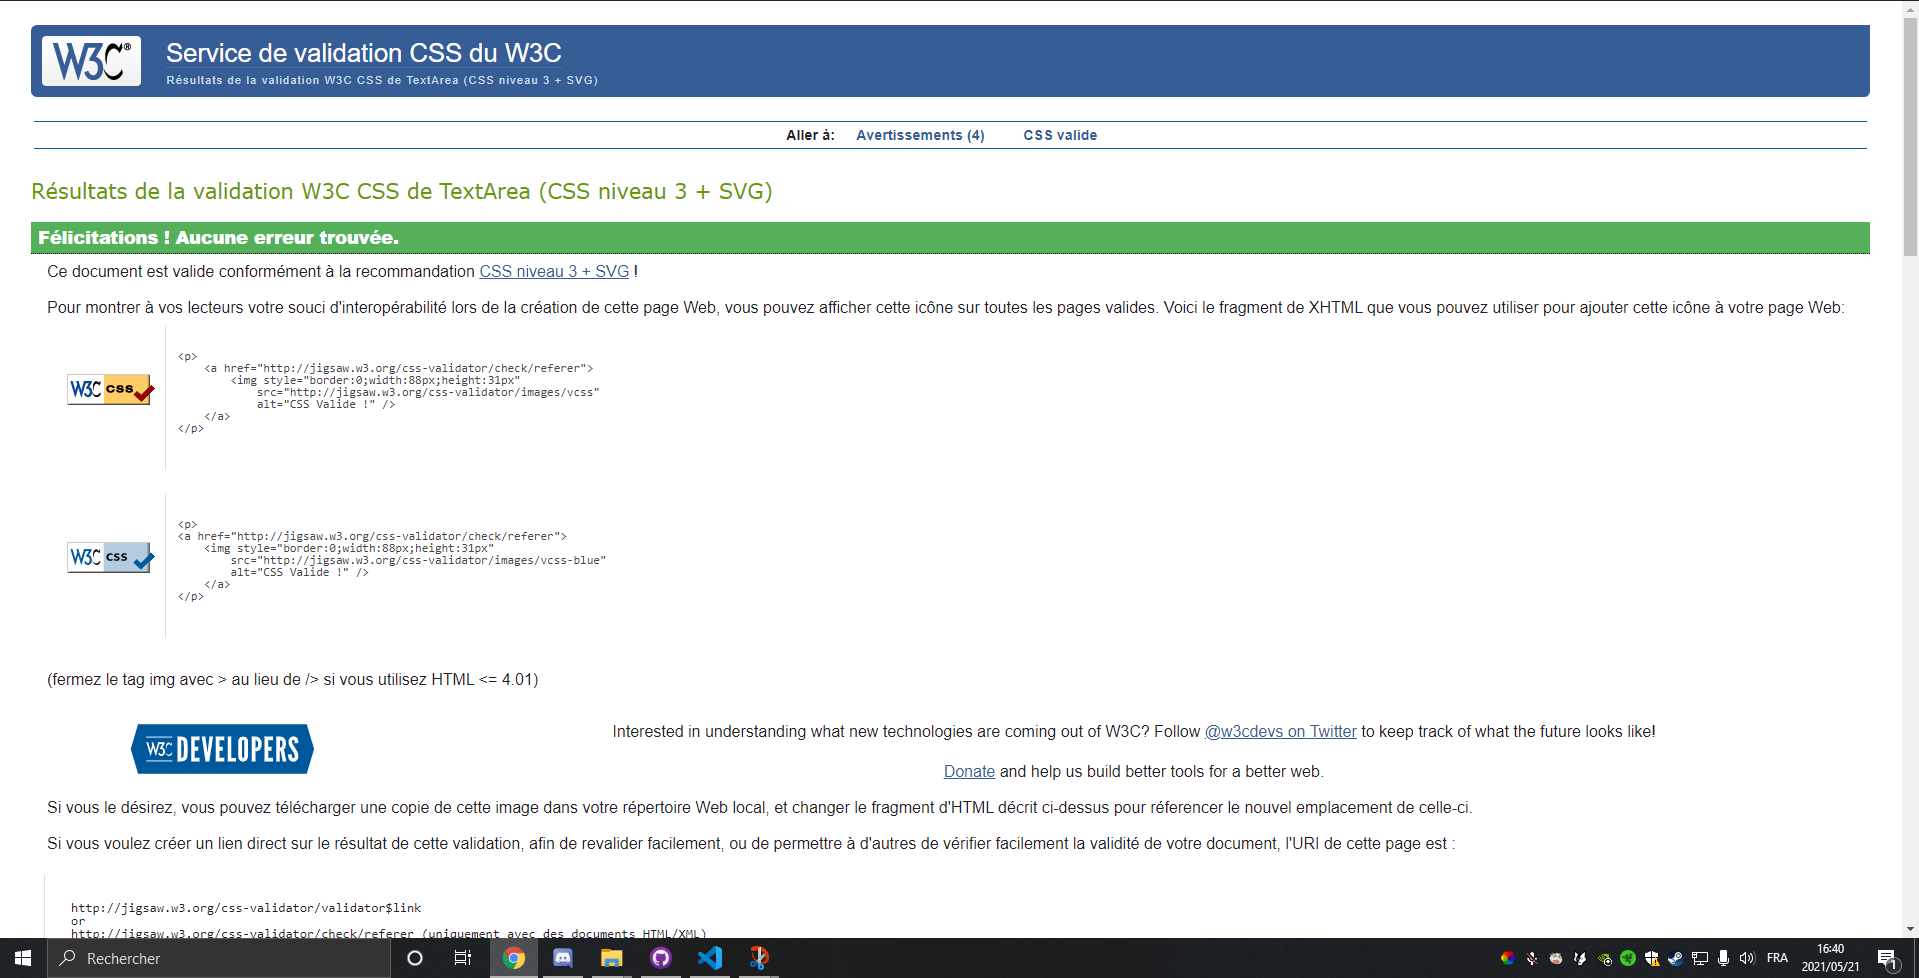 W3C®
Service de validation CSS du W3C
Résultats de la validation W3C CSS de TextArea (CSS niveau 3 + SVG)
Aller à: Avertissements (4) CSS valide
Résultats de la validation W3C CSS de TextArea (CSS niveau 3 + SVG)
Félicitations ! Aucune erreur trouvée.
Ce document est valide conformément à la recommandation CSS niveau 3 + SVG !
Pour montrer à vos lecteurs votre souci d'interopérabilité lors de la création de cette page Web, vous pouvez afficher cette icône sur toutes les pages valides. Voici le fragment de XHTML que vous pouvez utiliser pour ajouter cette icône à votre page Web:
W3C css
<p>
<a href="http://jigsaw.w3.org/css-validator/check/referer">
<img style="border:0;width:88px;height:31px"
src="http://jigsaw.w3.org/css-validator/images/vcss"
alt="CSS Valide !" />
</a>
</p>
W3C css
<p>
<a href="http://jigsaw.w3.org/css-validator/check/referer">
<img style="border:0;width:88px;height:31px"
src="http://jigsaw.w3.org/css-validator/images/vcss-blue"
alt="CSS Valide !" />
</a>
</p>
(fermez le tag img avec > au lieu de /> si vous utilisez HTML <= 4.01)
W3C DEVELOPERS
Interested in understanding what new technologies are coming out of W3C? Follow @w3cdevs on Twitter to keep track of what the future looks like!
Donate and help us build better tools for a better web.
Si vous le désirez, vous pouvez télécharger une copie de cette image dans votre répertoire Web local, et changer le fragment d'HTML décrit ci-dessus pour réferencer le nouvel emplacement de celle-ci.
Si vous voulez créer un lien direct sur le résultat de cette validation, afin de revalider facilement, ou de permettre à d'autres de vérifier facilement la validité de votre document, l'URI de cette page est :
http://jigsaw.w3.org/css-validator/validator$link
or
http://jigsaw.w3.org/css-validator/check/referer (uniquement avec des documents HTML/XML)
Rechercher
FRA
16:40
2021/05/21
1